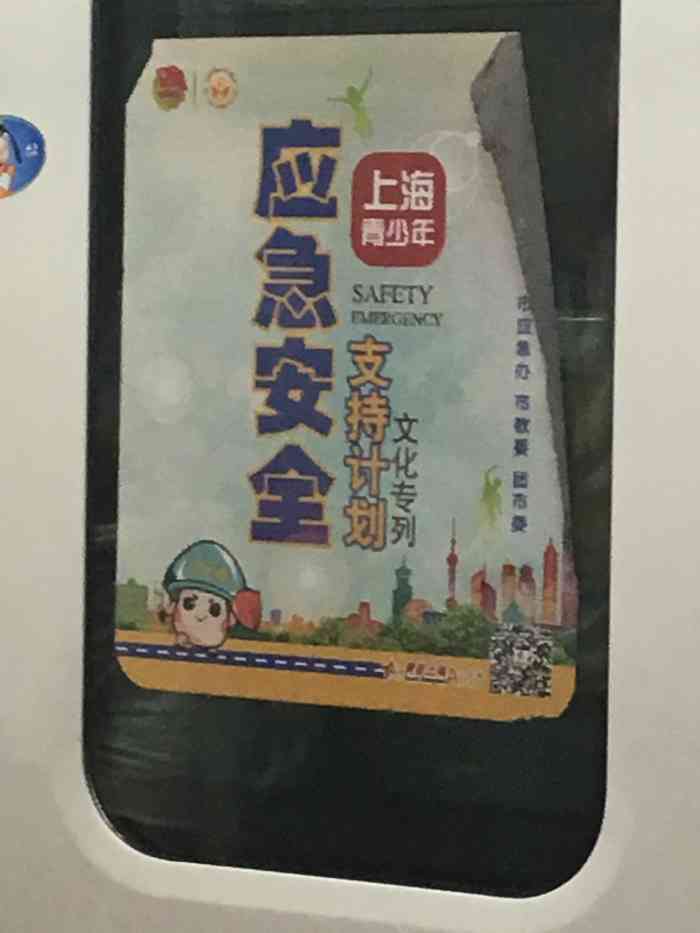 上海
青少年
应急安全
SAFETY
EMERGENCY
支持计划
文化专列
市应急办 市教委 团市委